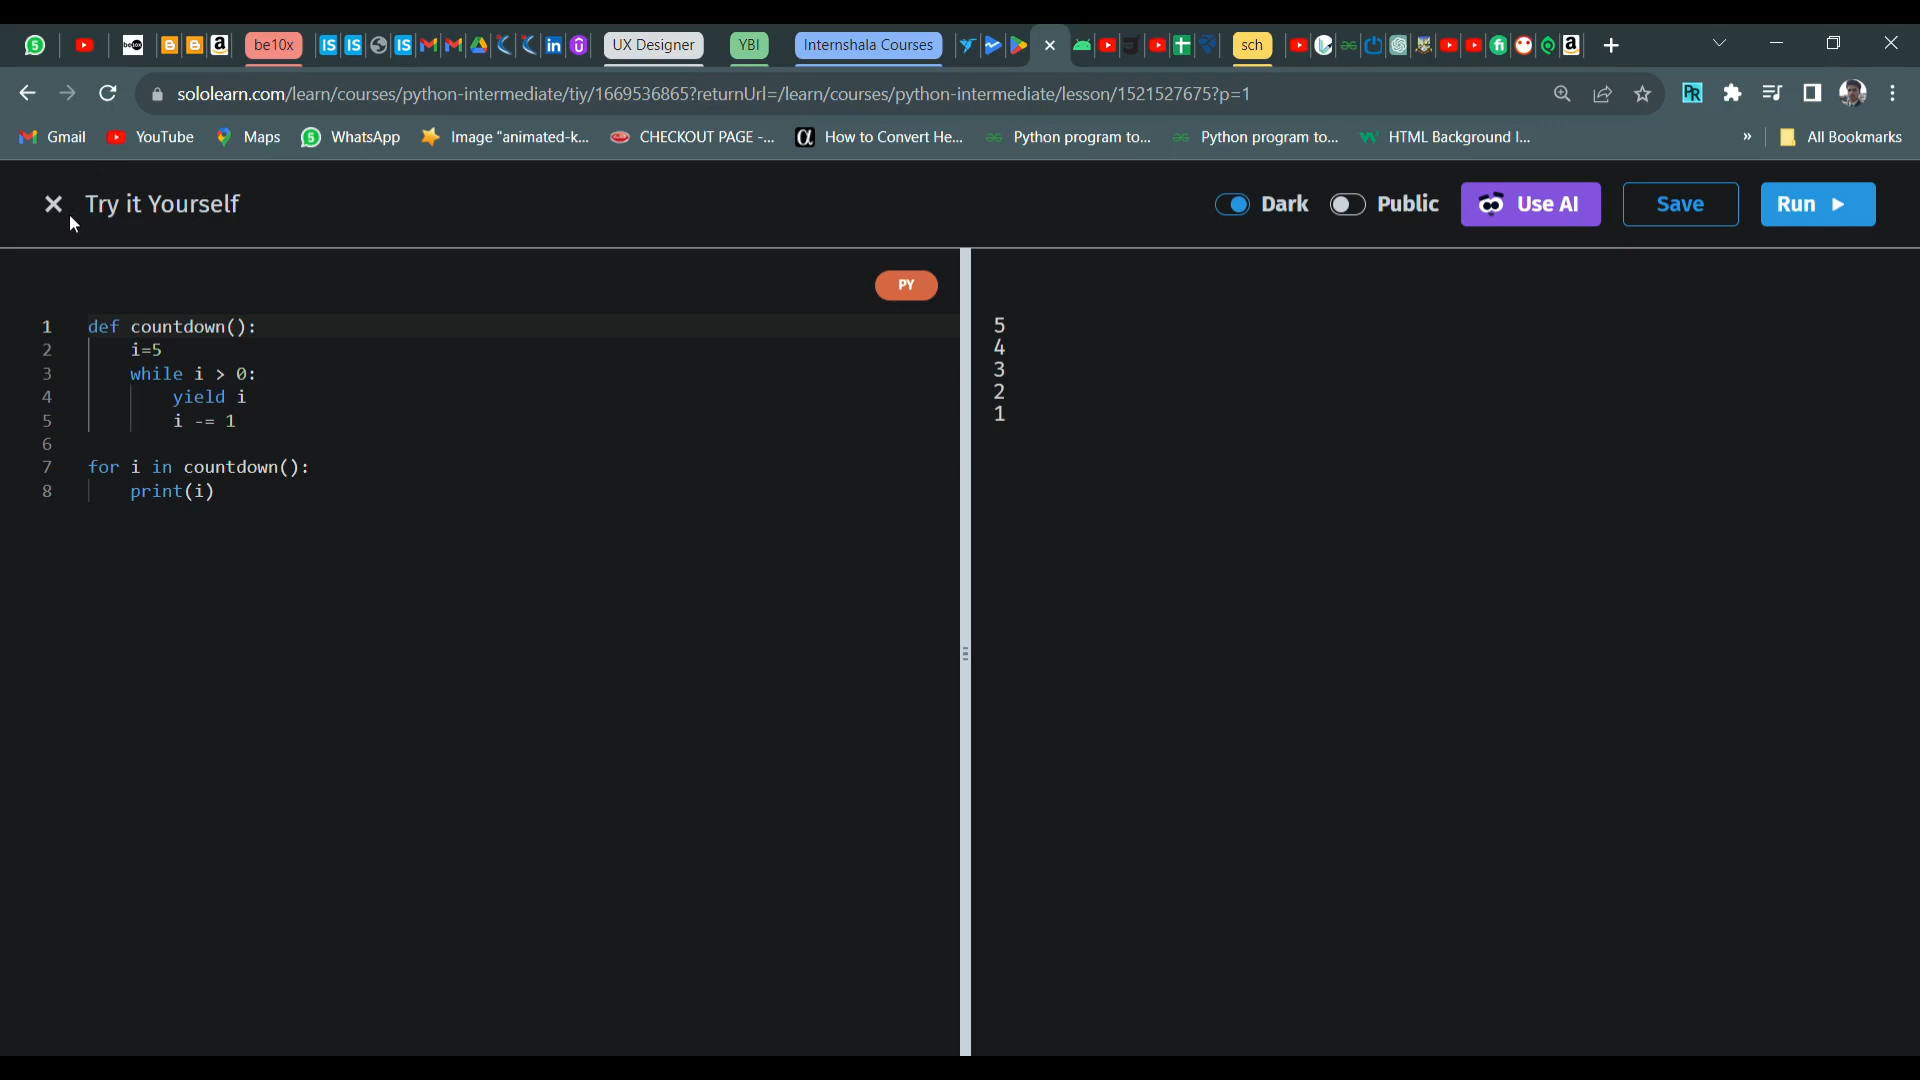 be10x
UX Designer
YBI
Internshala Courses
sch
sololearn.com/learn/courses/python-intermediate/tiy/1669536865?returnUrl=/learn/courses/python-intermediate/lesson/1521527675?p=1
Gmail
YouTube
Maps
WhatsApp
Image "animated-k...
CHECKOUT PAGE -...
How to Convert He...
Python program to...
Python program to...
HTML Background I...
»
All Bookmarks
Try it Yourself
Dark
Public
Use AI
Save
Run
PY
1 def countdown():
2 i=5
3 while i > 0:
4 yield i
5 i -= 1
6
7 for i in countdown():
8 print(i)
5
4
3
2
1